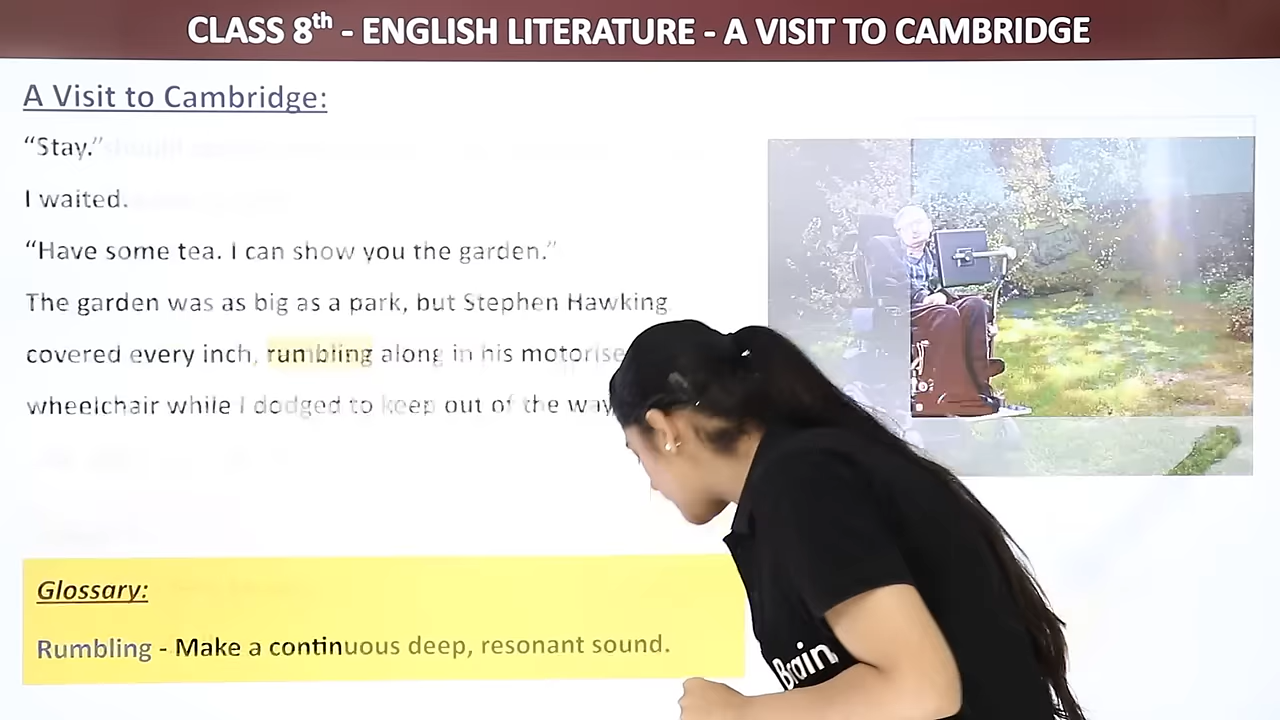 CLASS 8th - ENGLISH LITERATURE - A VISIT TO CAMBRIDGE
A Visit to Cambridge:
“Stay.”
I waited.
“Have some tea. I can show you the garden.”
The garden was as big as a park, but Stephen Hawking
covered every inch, rumbling along in his motorise
wheelchair while I dodged to keep out of the way
Glossary:
Rumbling - Make a continuous deep, resonant sound.
Brain